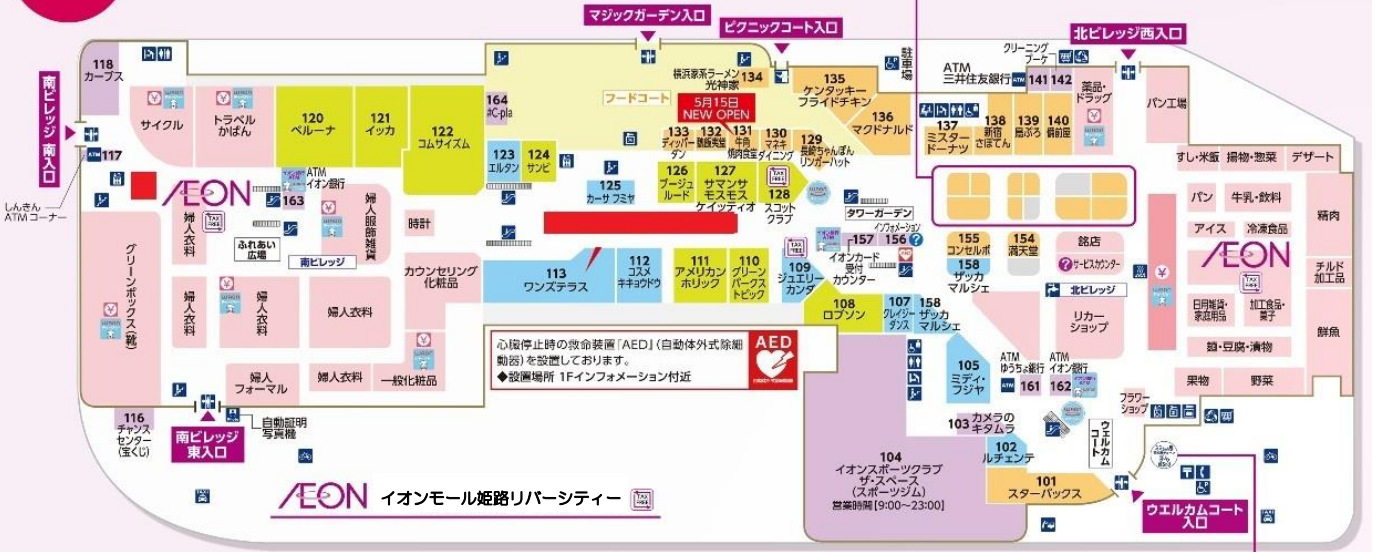 マジックガーデン入口
ピクニックコート入口
北ビレッジ西入口
南ビレッジ 南入口
118
カーブス
サイクル
トラベル
かばん
120
ベルーナ
121
イッカ
122
コムサイズム
164
#C-pla
フードコート
横浜家系ラーメン
光神家
134
5月15日
NEW OPEN
135
ケンタッキー
フライドチキン
136
マクドナルド
駐車場
ATM
三井住友銀行
ATM
141
142
クリーニング
ブーケ
薬品・
ドラッグ
パン工場
137
ミスター
ドーナツ
138
新宿
さぼてん
139
140
備前屋
133
ディッパー
ダン
132
131
牛角
焼肉食堂
130
マネキ
ダイニング
129
長崎ちゃんぽん
リンガーハット
ATM
117
しんきん
ATMコーナー
AEON
TAX
FREE
ATM
イオン銀行
163
123
エルタン
124
サンピ
125
カーサ フミヤ
126
ブージュ
ルード
127
サマンサ
モスモス
ケイッティオ
TAX
FREE
128
スコット
クラブ
すし・米飯
揚物・惣菜
デザート
パン
牛乳・飲料
アイス
冷凍食品
精肉
AEON
TAX
FREE
チルド
加工品
日用雑貨・
家庭用品
加工食品・
菓子
麺・豆腐・漬物
鮮魚
果物
野菜
グリーンボックス(靴)
婦人衣料
ふれあい
広場
婦人服飾雑貨
時計
南ビレッジ
カウンセリング
化粧品
婦人衣料
婦人衣料
婦人衣料
婦人
フォーマル
婦人衣料
一般化粧品
113
ワンズテラス
112
コスメ
キキョウドウ
111
アメリカン
ホリック
110
グリーン
パークス
トピック
109
ジュエリー
カンダ
TAX
FREE
タワーガーデン
インフォメーション
157
156
?
イオンカード
受付
カウンター
155
コンセルボ
154
満天堂
158
ザッカ
マルシェ
銘店
?サービスカウンター
北ビレッジ
リカー
ショップ
108
ロブソン
107
クレイジー
ダンス
158
ザッカ
マルシェ
105
ミディ・
フジヤ
ATM
ゆうちょ銀行
ATM
161
ATM
イオン銀行
162
フラワー
ショップ
103
カメラの
キタムラ
102
ルチェンテ
ウェルカム
コート
101
スターバックス
104
イオンスポーツクラブ
ザ・スペース
(スポーツジム)
営業時間[9:00～23:00]
ウエルカムコート
入口
心臓停止時の救命装置「AED」(自動体外式除細
動器)を設置しております。
◆設置場所 1Fインフォメーション付近
AED
116
チャンス
センター
(宝くじ)
南ビレッジ
東入口
自動証明
写真機
AEON イオンモール姫路リバーシティー
TAX
FREE